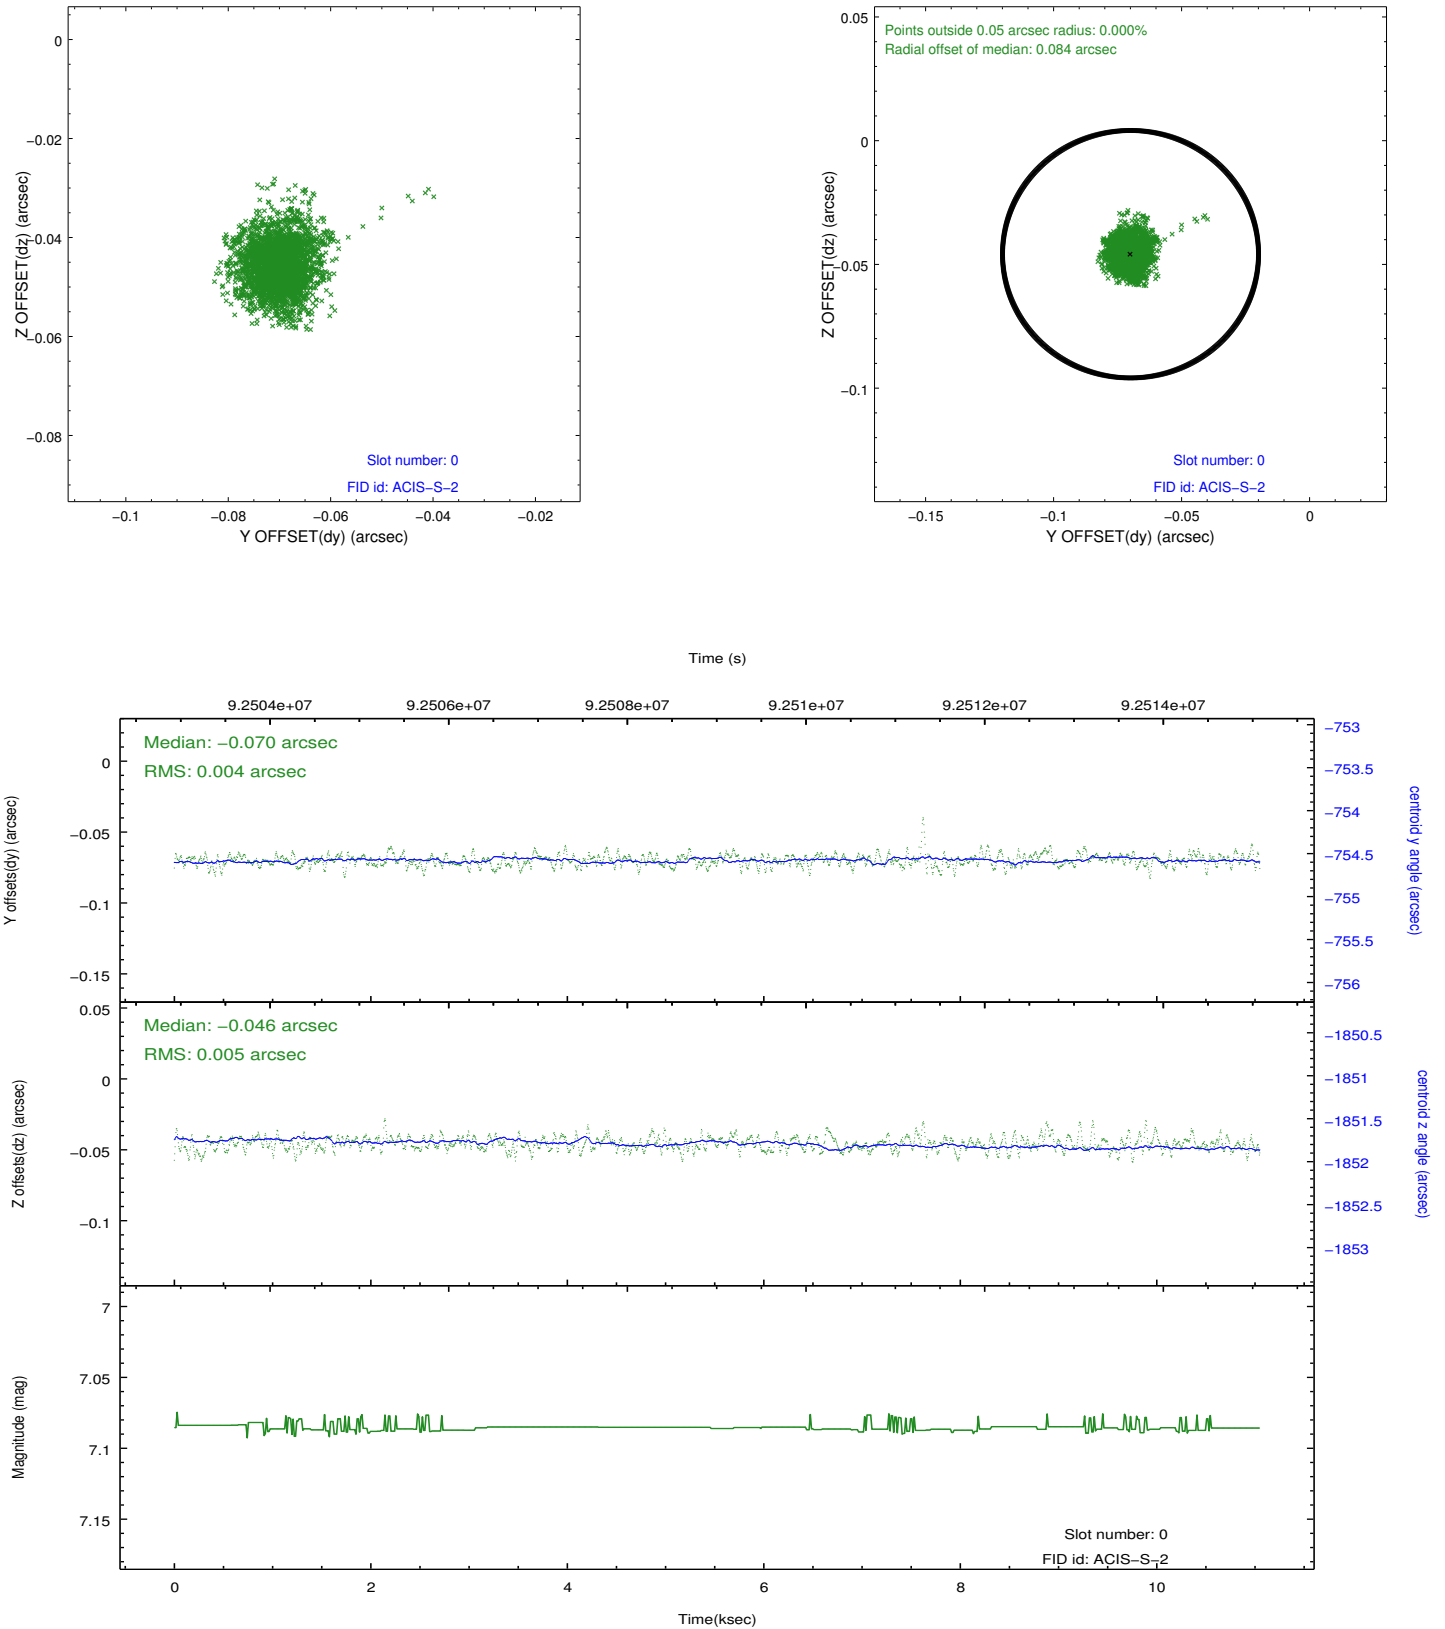 0
−0.02
−0.04
−0.06
−0.08
Z OFFSET(dz) (arcsec)
Slot number: 0
FID id: ACIS−S−2
−0.1 −0.08 −0.06 −0.04 −0.02
Y OFFSET(dy) (arcsec)
0.05
0
−0.05
−0.1
Z OFFSET(dz) (arcsec)
Points outside 0.05 arcsec radius: 0.000%
Radial offset of median: 0.084 arcsec
Slot number: 0
FID id: ACIS−S−2
−0.15 −0.1 −0.05 0
Y OFFSET(dy) (arcsec)
Time (s)
9.2504e+07 9.2506e+07 9.2508e+07 9.251e+07 9.2512e+07 9.2514e+07
Median: −0.070 arcsec
RMS: 0.004 arcsec
0
−0.05
−0.1
−0.15
Y offsets(dy) (arcsec)
−753
−753.5
−754
−754.5
−755
−755.5
−756
centroid y angle (arcsec)
Median: −0.046 arcsec
RMS: 0.005 arcsec
0.05
0
−0.05
−0.1
Z offsets(dz) (arcsec)
−1850.5
−1851
−1851.5
−1852
−1852.5
−1853
centroid z angle (arcsec)
7
7.05
7.1
7.15
Magnitude (mag)
Slot number: 0
FID id: ACIS−S−2
0 2 4 6 8 10
Time(ksec)